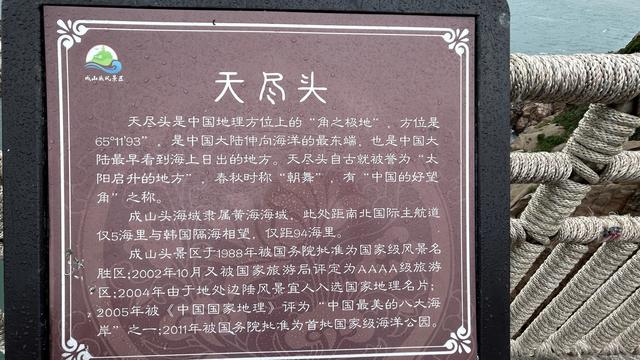 成山头风景区
天尽头
天尽头是中国地理方位上的“角之极地”，方位是
65°11'93”，是中国大陆伸向海洋的最东端，也是中国大
陆最早看到海上日出的地方。天尽头自古就被誉为“太
阳启升的地方”，春秋时称“朝舞”，有“中国的好望
角”之称。
成山头海域隶属黄海海域，此处距南北国际主航道
仅5海里与韩国隔海相望，仅距94海里。
成山头景区于1988年被国务院批准为国家级风景名
胜区;2002年10月又被国家旅游局评定为AAAA级旅游
区;2004年由于地处边陲风景宜人入选国家地理名片;
2005年被《中国国家地理》评为“中国最美的八大海
岸”之一;2011年被国务院批准为首批国家级海洋公园。